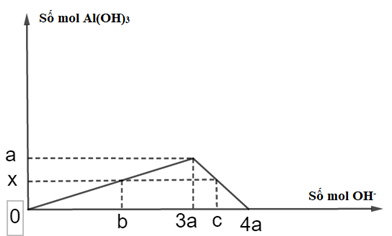 Số mol Al(OH)₃
a
x
Số mol OH⁻
0
b
3a
c
4a